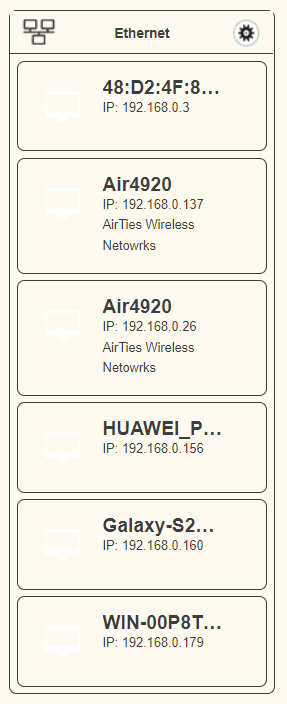 Ethernet
48:D2:4F:8...
IP: 192.168.0.3
Air4920
IP: 192.168.0.137
AirTies Wireless
Netowrks
Air4920
IP: 192.168.0.26
AirTies Wireless
Netowrks
HUAWEI_P...
IP: 192.168.0.156
Galaxy-S2...
IP: 192.168.0.160
WIN-00P8T...
IP: 192.168.0.179